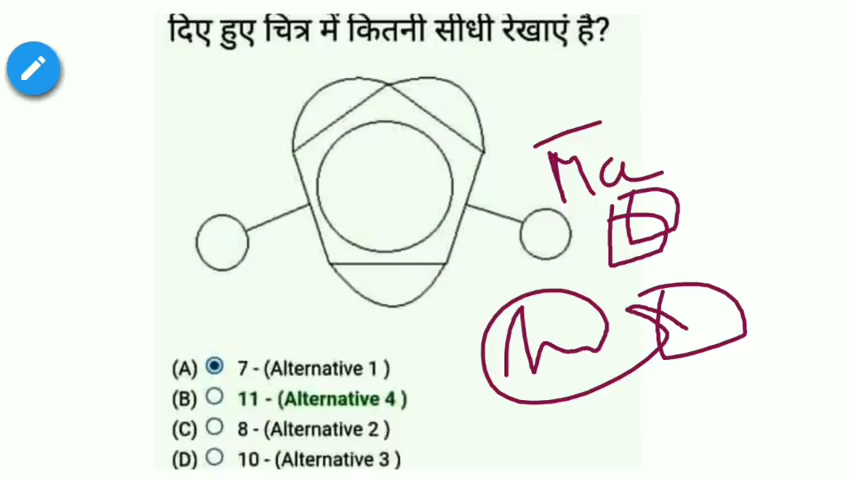 दिए हुए चित्र में कितनी सीधी रेखाएं है?
(A) 7 - (Alternative 1 )
(B) 11 - (Alternative 4 )
(C) 8 - (Alternative 2 )
(D) 10 - (Alternative 3 )